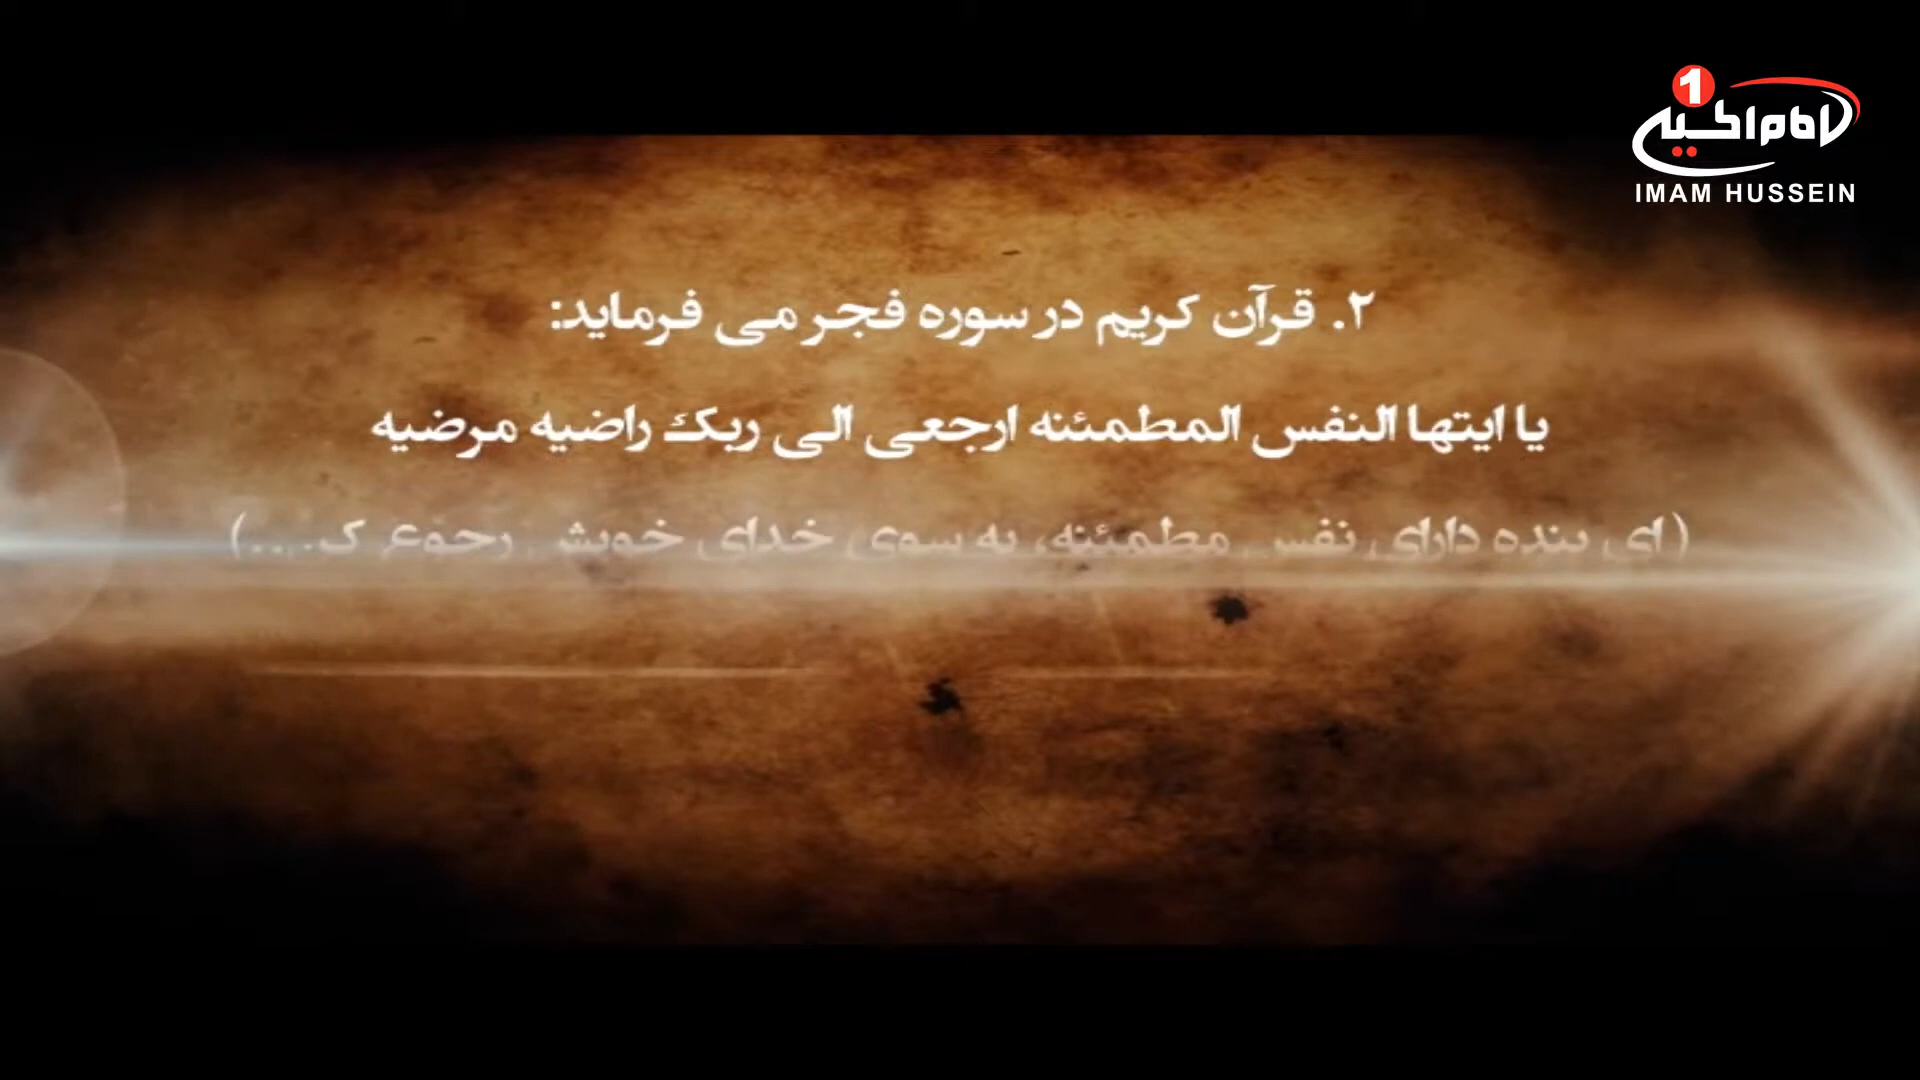 1
امام حسین
IMAM HUSSEIN
۲. قرآن کریم در سوره فجر می فرماید:
یا ایتها النفس المطمئنه ارجعی الی ربک راضیه مرضیه
(ای بنده دارای نفس مطمئنه، به سوی خدای خویش رجوع ک....)